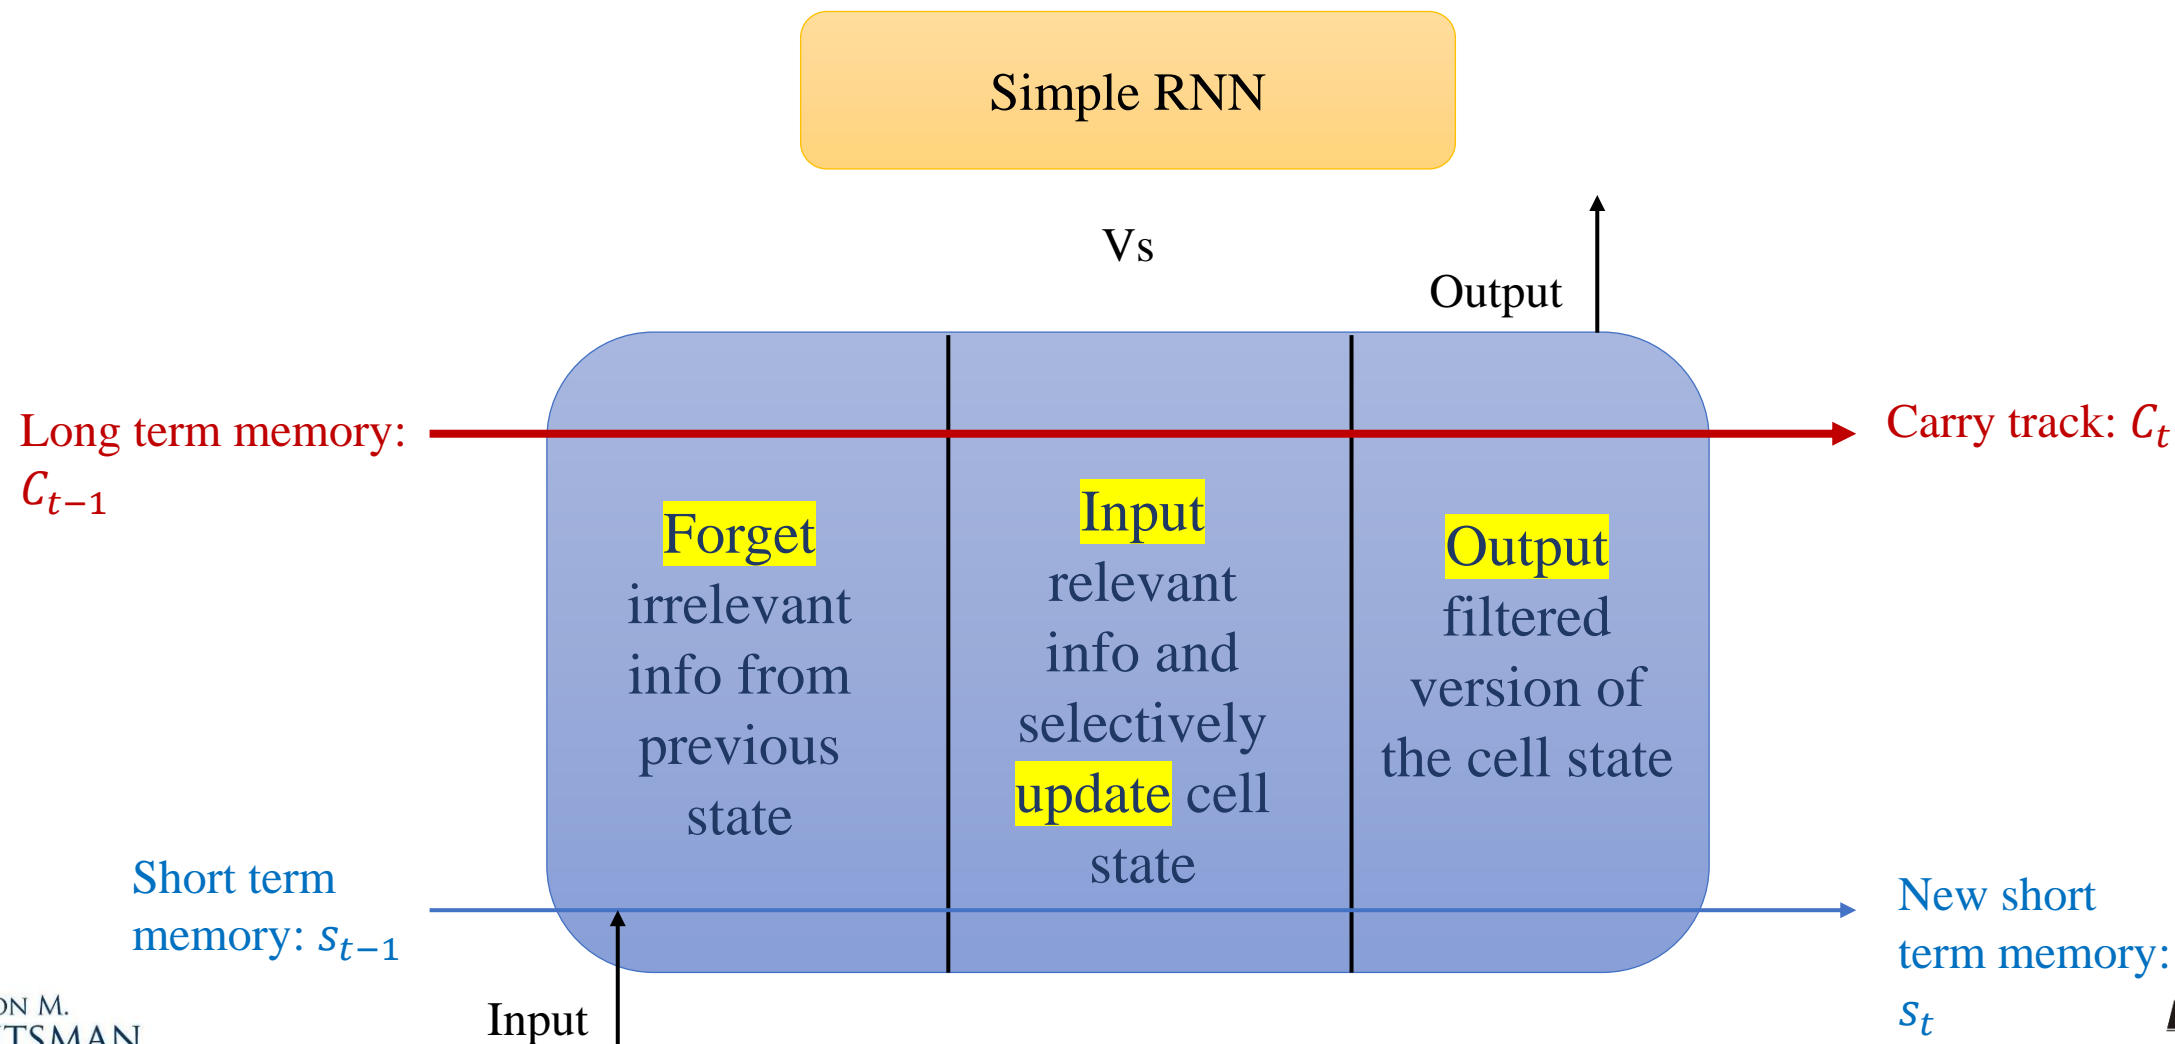 Simple RNN
Vs
Output
Long term memory:
C_{t-1}
Carry track: C_t
Forget
irrelevant
info from
previous
state
Input
relevant
info and
selectively
update cell
state
Output
filtered
version of
the cell state
Short term
memory: s_{t-1}
New short
term memory:
s_t
Input
ON M.